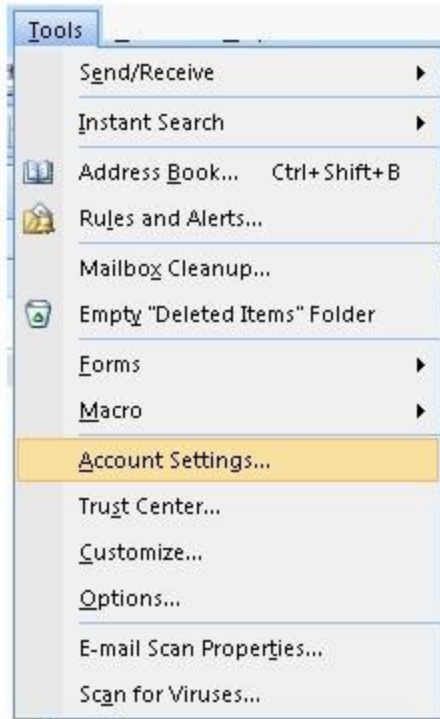 Tools
Send/Receive
Instant Search
Address Book... Ctrl+Shift+B
Rules and Alerts...
Mailbox Cleanup...
Empty "Deleted Items" Folder
Forms
Macro
Account Settings...
Trust Center...
Customize...
Options...
E-mail Scan Properties...
Scan for Viruses...